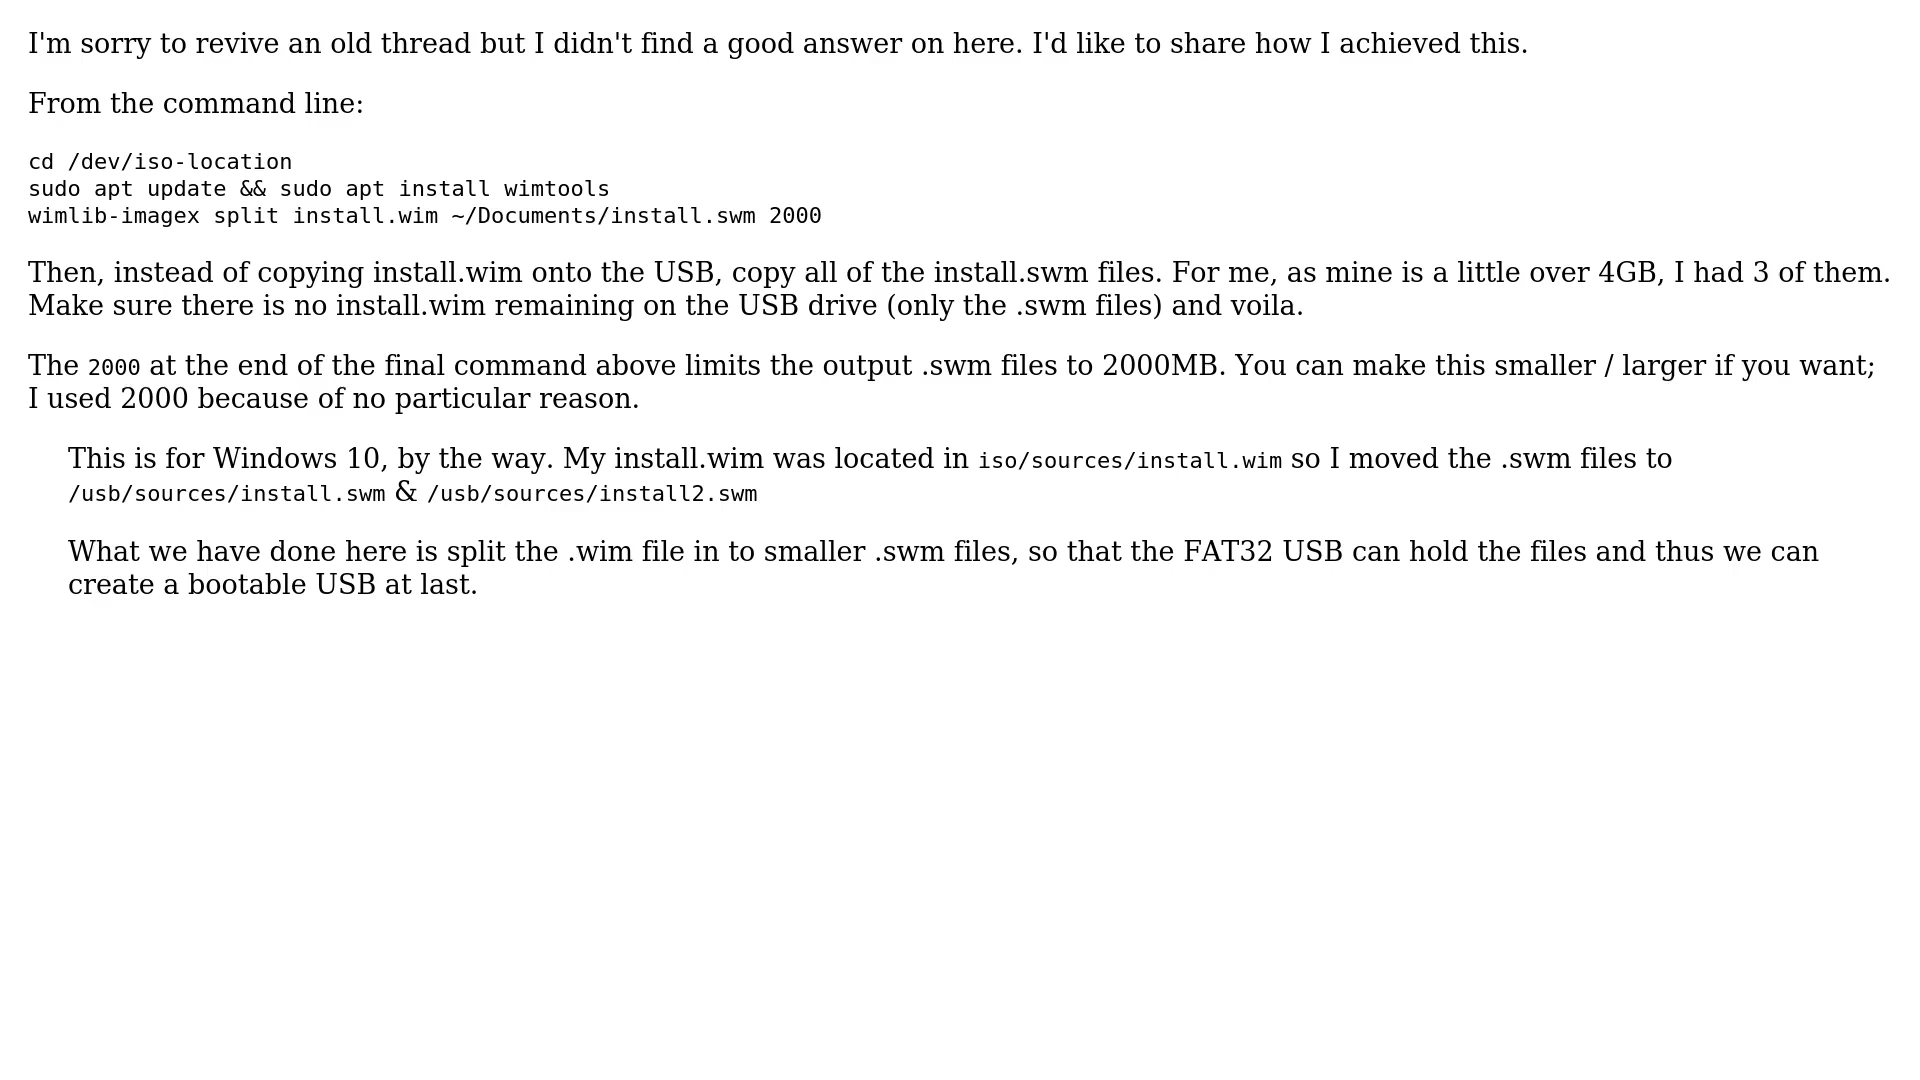 I'm sorry to revive an old thread but I didn't find a good answer on here. I'd like to share how I achieved this.
From the command line:
cd /dev/iso-location
sudo apt update && sudo apt install wimtools
wimlib-imagex split install.wim ~/Documents/install.swm 2000
Then, instead of copying install.wim onto the USB, copy all of the install.swm files. For me, as mine is a little over 4GB, I had 3 of them.
Make sure there is no install.wim remaining on the USB drive (only the .swm files) and voila.
The 2000 at the end of the final command above limits the output .swm files to 2000MB. You can make this smaller / larger if you want;
I used 2000 because of no particular reason.
This is for Windows 10, by the way. My install.wim was located in iso/sources/install.wim so I moved the .swm files to
/usb/sources/install.swm & /usb/sources/install2.swm
What we have done here is split the .wim file in to smaller .swm files, so that the FAT32 USB can hold the files and thus we can
create a bootable USB at last.